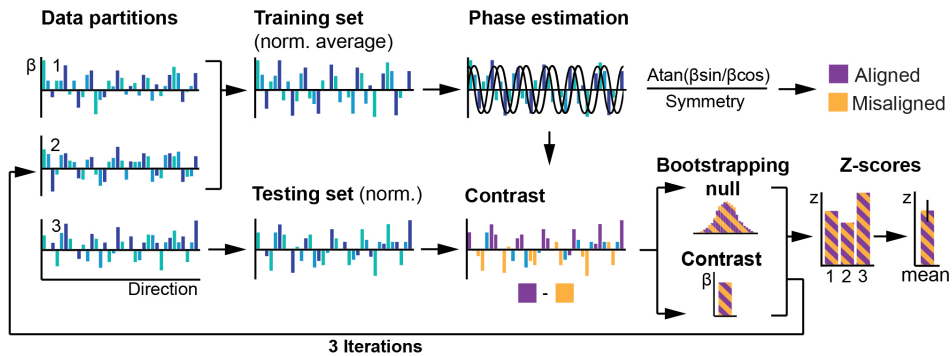 Data partitions
Training set
(norm. average)
Phase estimation
β
1
Atan(βsin/βcos)
Symmetry
Aligned
Misaligned
2
Testing set (norm.)
Contrast
Bootstrapping
null
Z-scores
3
Direction
-
Contrast
β
z
1 2 3
z
mean
3 Iterations